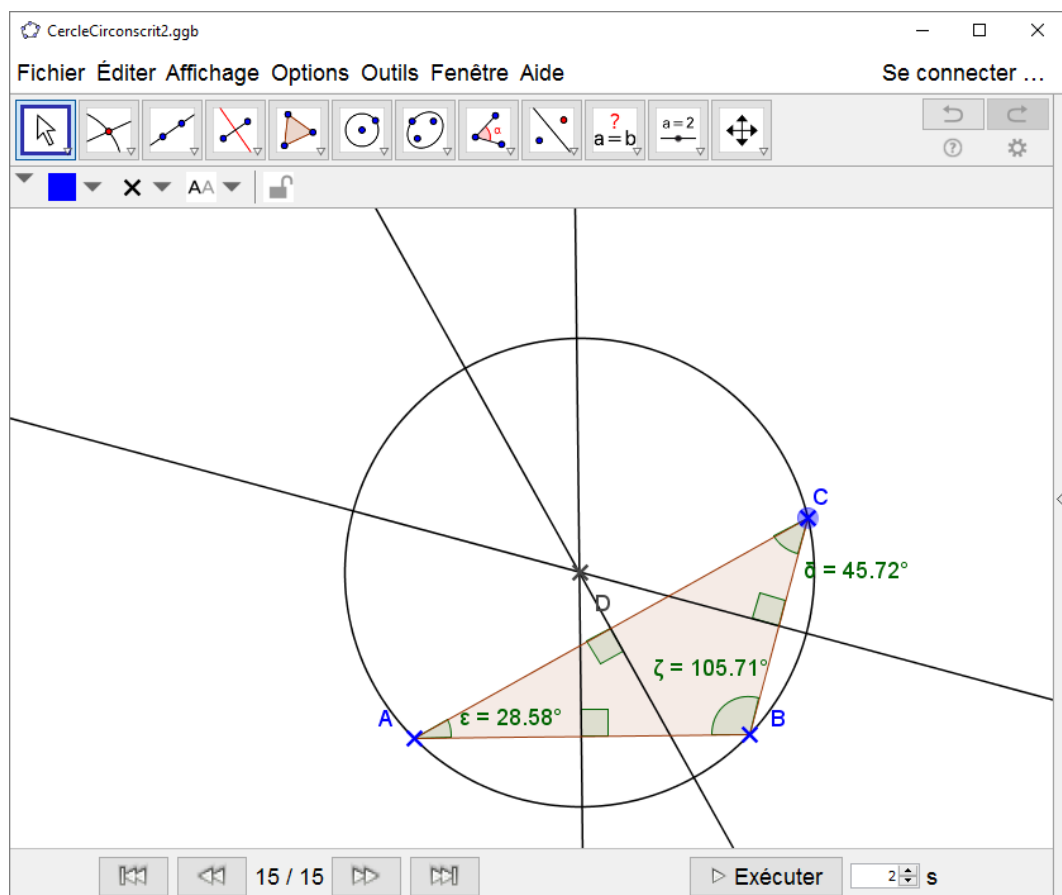 CercleCirconscrit2.ggb
Fichier Éditer Affichage Options Outils Fenêtre Aide Se connecter ...
α
?
a=b
a=2
AA
C
δ = 45.72°
D
ζ = 105.71°
A
ε = 28.58°
B
15 / 15
Exécuter
2
s